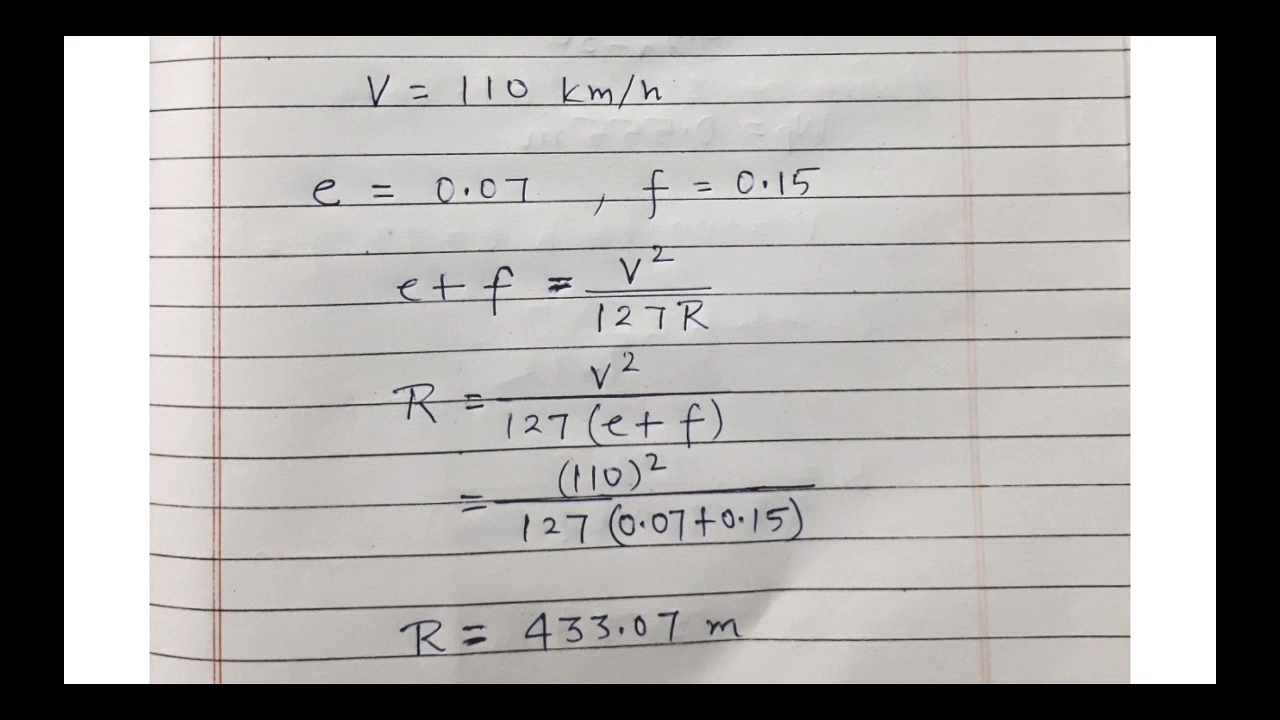 V = 110 km/h
e = 0.07 , f = 0.15
e + f = V² / 127R
R = V² / 127 (e + f)
= (110)² / 127 (0.07 + 0.15)
R = 433.07 m